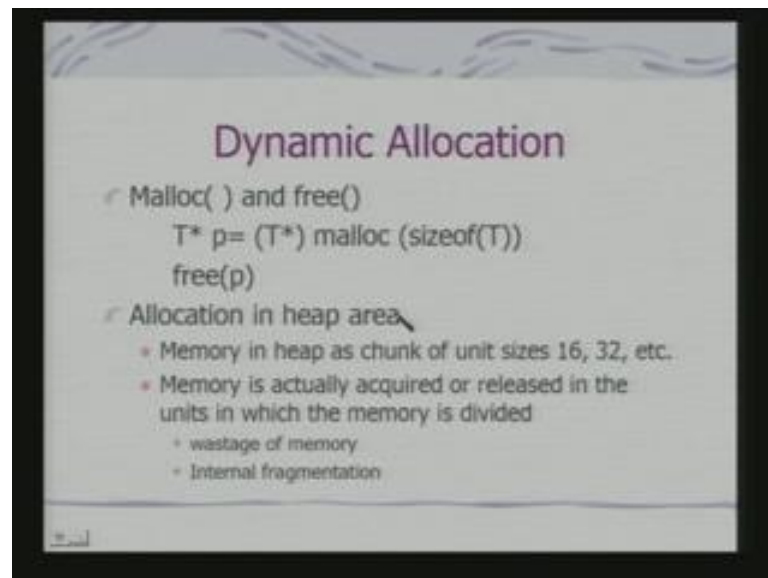 Dynamic Allocation
Malloc( ) and free()
T* p= (T*) malloc (sizeof(T))
free(p)
Allocation in heap area
Memory in heap as chunk of unit sizes 16, 32, etc.
Memory is actually acquired or released in the
units in which the memory is divided
wastage of memory
Internal fragmentation